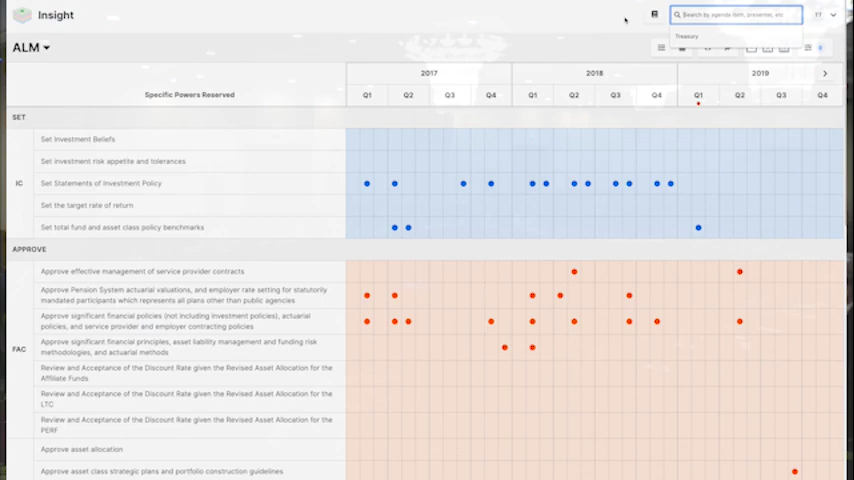 Insight
Search by agenda item, presenter, etc
TT
Treasury
ALM
2017 2018 2019
Specific Powers Reserved
Q1 Q2 Q3 Q4 Q1 Q2 Q3 Q4 Q1 Q2 Q3 Q4
SET
Set Investment Beliefs
Set investment risk appetite and tolerances
IC
Set Statements of Investment Policy
Set the target rate of return
Set total fund and asset class policy benchmarks
APPROVE
Approve effective management of service provider contracts
Approve Pension System actuarial valuations, and employer rate setting for statutorily
mandated participants which represents all plans other than public agencies
Approve significant financial policies (not including investment policies), actuarial
policies, and service provider and employer contracting policies
FAC
Approve significant financial principles, asset liability management and funding risk
methodologies, and actuarial methods
Review and Acceptance of the Discount Rate given the Revised Asset Allocation for the
Affiliate Funds
Review and Acceptance of the Discount Rate given the Revised Asset Allocation for the
LTC
Review and Acceptance of the Discount Rate given the Revised Asset Allocation for the
PERF
Approve asset allocation
Approve asset class strategic plans and portfolio construction guidelines